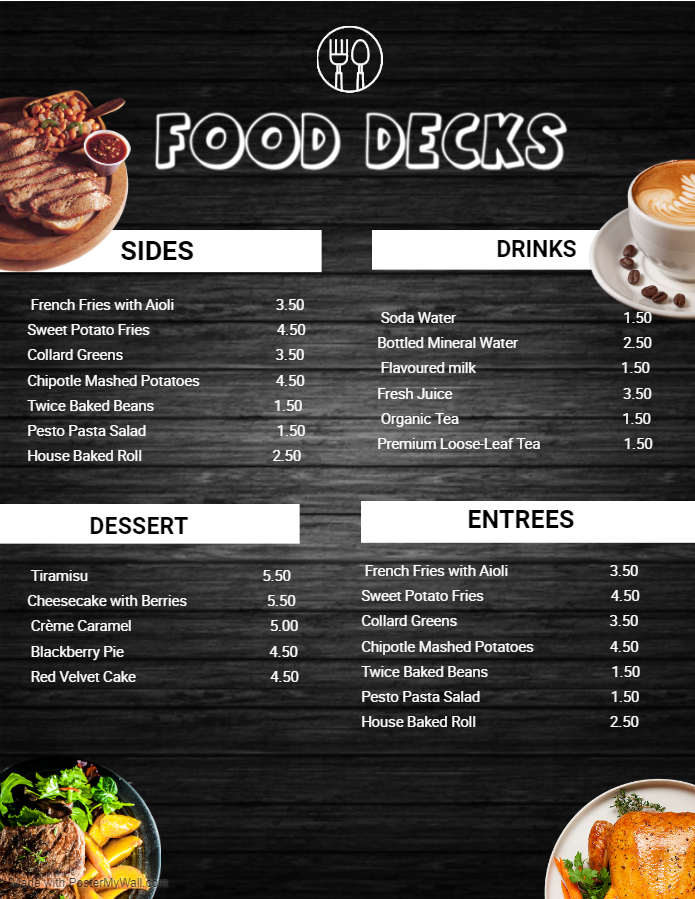 FOOD DECKS
SIDES
French Fries with Aioli 3.50
Sweet Potato Fries 4.50
Collard Greens 3.50
Chipotle Mashed Potatoes 4.50
Twice Baked Beans 1.50
Pesto Pasta Salad 1.50
House Baked Roll 2.50
DRINKS
Soda Water 1.50
Bottled Mineral Water 2.50
Flavoured milk 1.50
Fresh Juice 3.50
Organic Tea 1.50
Premium Loose-Leaf Tea 1.50
DESSERT
Tiramisu 5.50
Cheesecake with Berries 5.50
Crème Caramel 5.00
Blackberry Pie 4.50
Red Velvet Cake 4.50
ENTREES
French Fries with Aioli 3.50
Sweet Potato Fries 4.50
Collard Greens 3.50
Chipotle Mashed Potatoes 4.50
Twice Baked Beans 1.50
Pesto Pasta Salad 1.50
House Baked Roll 2.50
Made with PosterMyWall.com